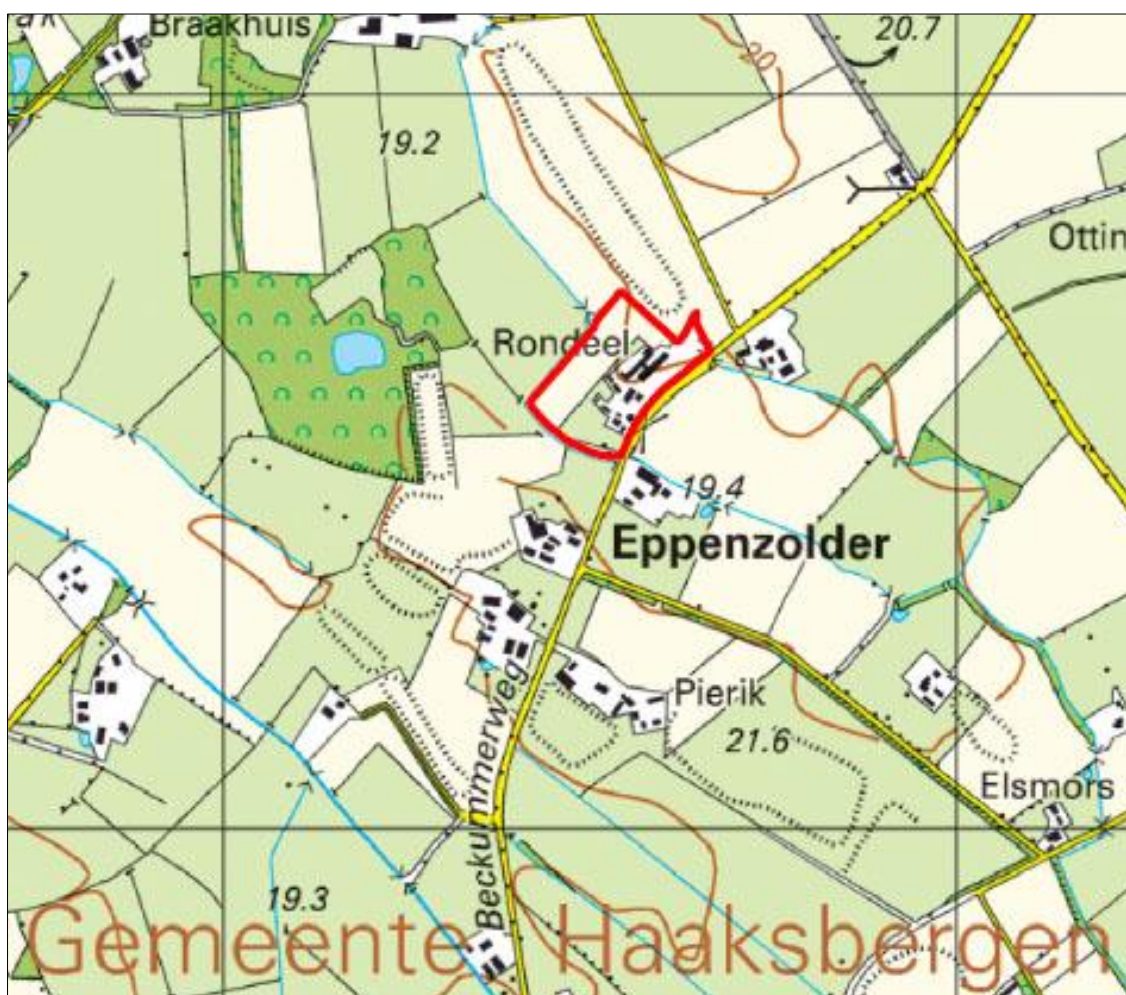 Braakhuis
20.7
20
19.2
Ottin
Rondeel
19.4
Eppenzolder
Pierik
21.6
Elsmors
Beckummerweg
19.3
Gemeente Haaksbergen